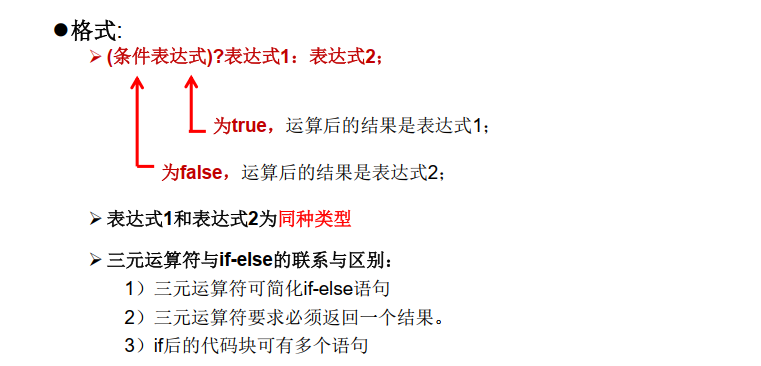 ●格式:
➢ (条件表达式)?表达式1：表达式2；
为true，运算后的结果是表达式1；
为false，运算后的结果是表达式2；
➢ 表达式1和表达式2为同种类型
➢ 三元运算符与if-else的联系与区别：
1）三元运算符可简化if-else语句
2）三元运算符要求必须返回一个结果。
3）if后的代码块可有多个语句